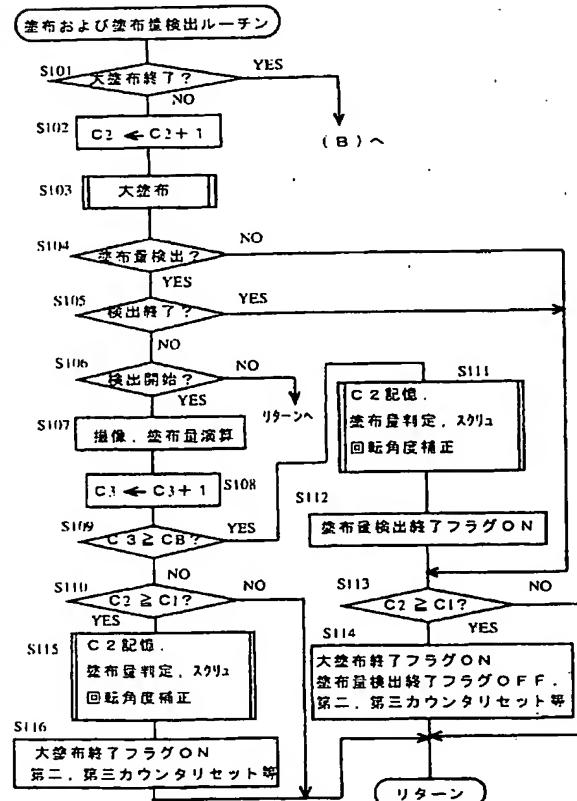 塗布および塗布量検出ルーチン
S101
大塗布終了?
YES
NO
(B)へ
S102
C2←C2+1
S103
大塗布
S104
塗布量検出?
NO
YES
S105
検出終了?
YES
NO
S106
検出開始?
NO
YES
リターンへ
S107
撮像,塗布量演算
C3←C3+1
S108
S109
C3≧CB?
YES
NO
S110
C2≧C1?
NO
YES
S115
C2記憶,
塗布量判定,スクリュ
回転角度補正
S116
大塗布終了フラグON
第二,第三カウンタリセット等
S111
C2記憶.
塗布量判定,スクリュ
回転角度補正
S112
塗布量検出終了フラグON
S113
C2≧C1?
NO
YES
S114
大塗布終了フラグON
塗布量検出終了フラグOFF,
第二,第三カウンタリセット等
リターン